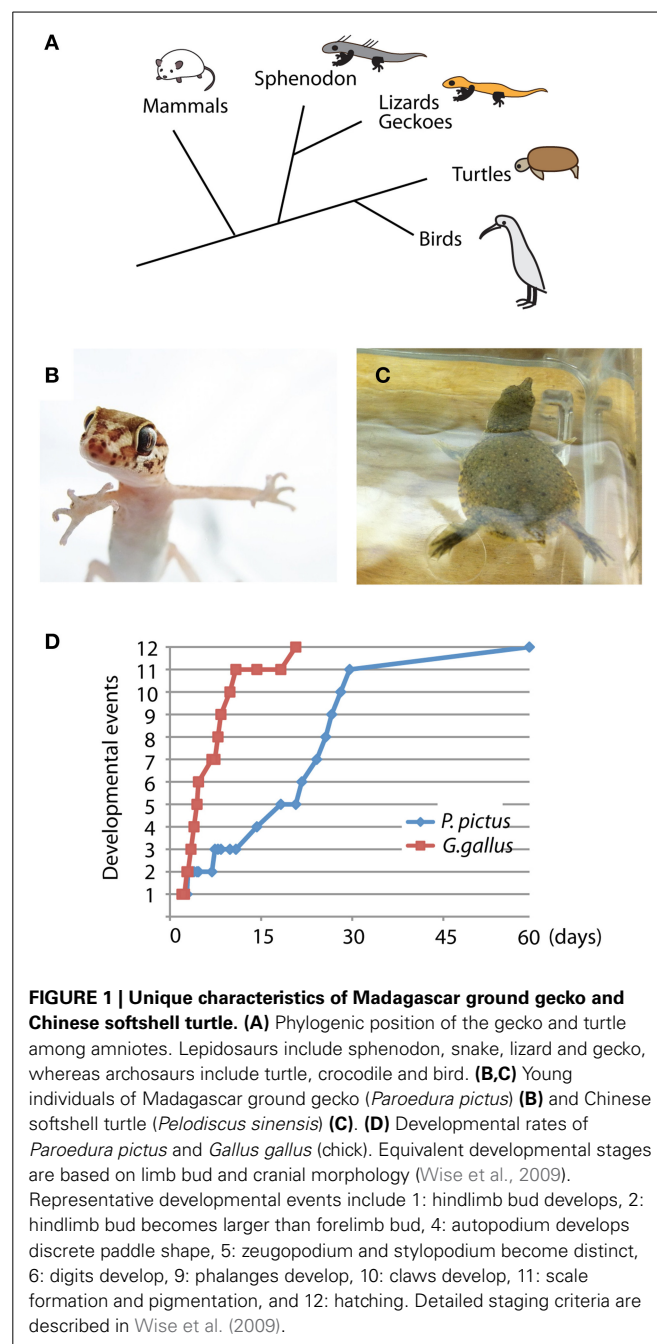 A
Sphenodon
Mammals
Lizards
Geckoes
Turtles
Birds
B
C
D
12
11
10
9
8
7
6
5
4
3
2
1
Developmental events
P. pictus
G.gallus
0 15 30 45 60 (days)
FIGURE 1 | Unique characteristics of Madagascar ground gecko and
Chinese softshell turtle. (A) Phylogenic position of the gecko and turtle
among amniotes. Lepidosaurs include sphenodon, snake, lizard and gecko,
whereas archosaurs include turtle, crocodile and bird. (B,C) Young
individuals of Madagascar ground gecko (Paroedura pictus) (B) and Chinese
softshell turtle (Pelodiscus sinensis) (C). (D) Developmental rates of
Paroedura pictus and Gallus gallus (chick). Equivalent developmental stages
are based on limb bud and cranial morphology (Wise et al., 2009).
Representative developmental events include 1: hindlimb bud develops, 2:
hindlimb bud becomes larger than forelimb bud, 4: autopodium develops
discrete paddle shape, 5: zeugopodium and stylopodium become distinct,
6: digits develop, 9: phalanges develop, 10: claws develop, 11: scale
formation and pigmentation, and 12: hatching. Detailed staging criteria are
described in Wise et al. (2009).